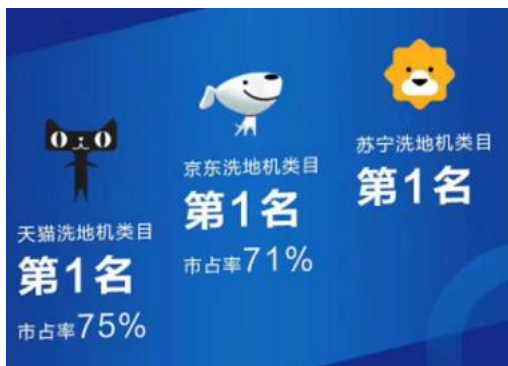 天猫洗地机类目
第1名
市占率75%
京东洗地机类目
第1名
市占率71%
苏宁洗地机类目
第1名